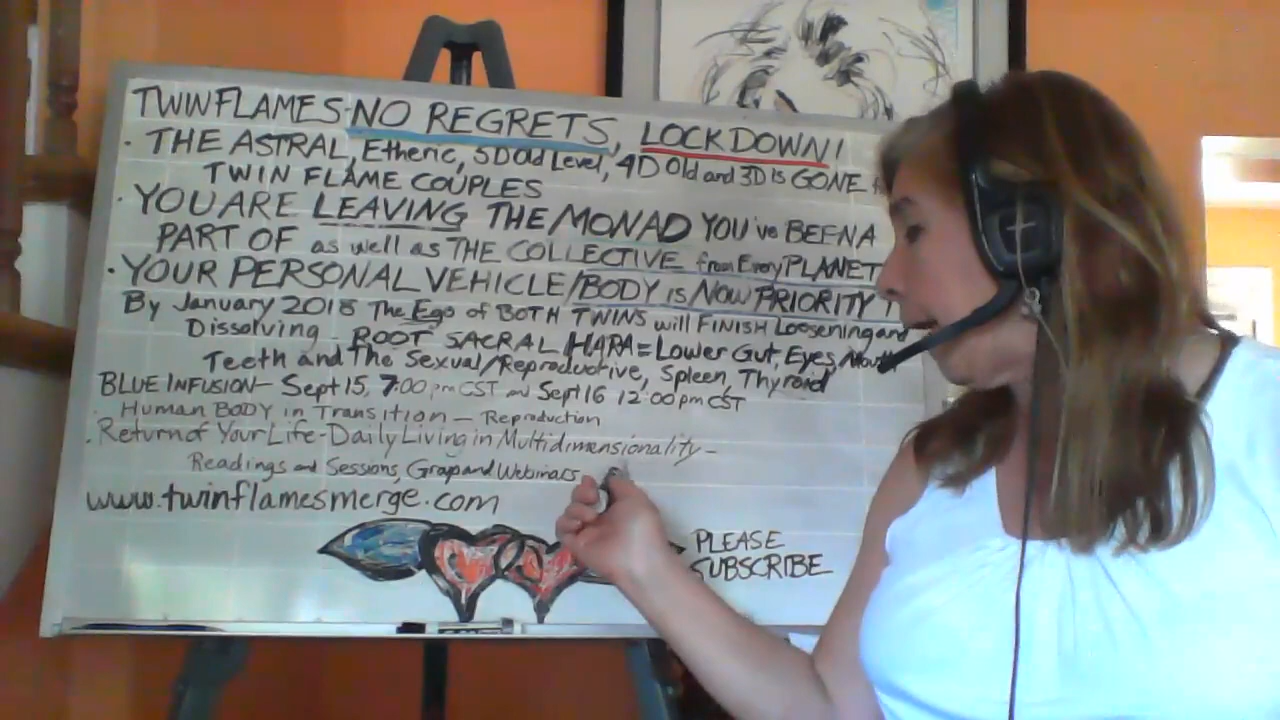 TWIN FLAMES-NO REGRETS, LOCKDOWN!
· THE ASTRAL, Etheric, 5D Old Level, 4D Old and 3D is GONE
TWIN FLAME COUPLES
· YOU ARE LEAVING THE MONAD YOU'VE BEEN A
PART OF as well as THE COLLECTIVE from Every PLANET
· YOUR PERSONAL VEHICLE/BODY is NOW PRIORITY
By January 2018 The Ego of BOTH TWINS will FINISH Loosening and
Dissolving. ROOT SACRAL HARA = Lower Gut, Eyes, Mouth
Teeth and The Sexual/Reproductive, Spleen, Thyroid
BLUE INFUSION- Sept 15, 7:00 pm CST and Sept 16 12:00 pm CST
· Human BODY in Transition - Reproduction
· Return of Your Life-Daily Living in Multidimensionality-
Readings and Sessions, Group and Webinars
www.twinflamesmerge.com
PLEASE
SUBSCRIBE